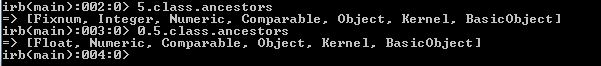 irb(main):002:0> 5.class.ancestors
=> [Fixnum, Integer, Numeric, Comparable, Object, Kernel, BasicObject]
irb(main):003:0> 0.5.class.ancestors
=> [Float, Numeric, Comparable, Object, Kernel, BasicObject]
irb(main):004:0>